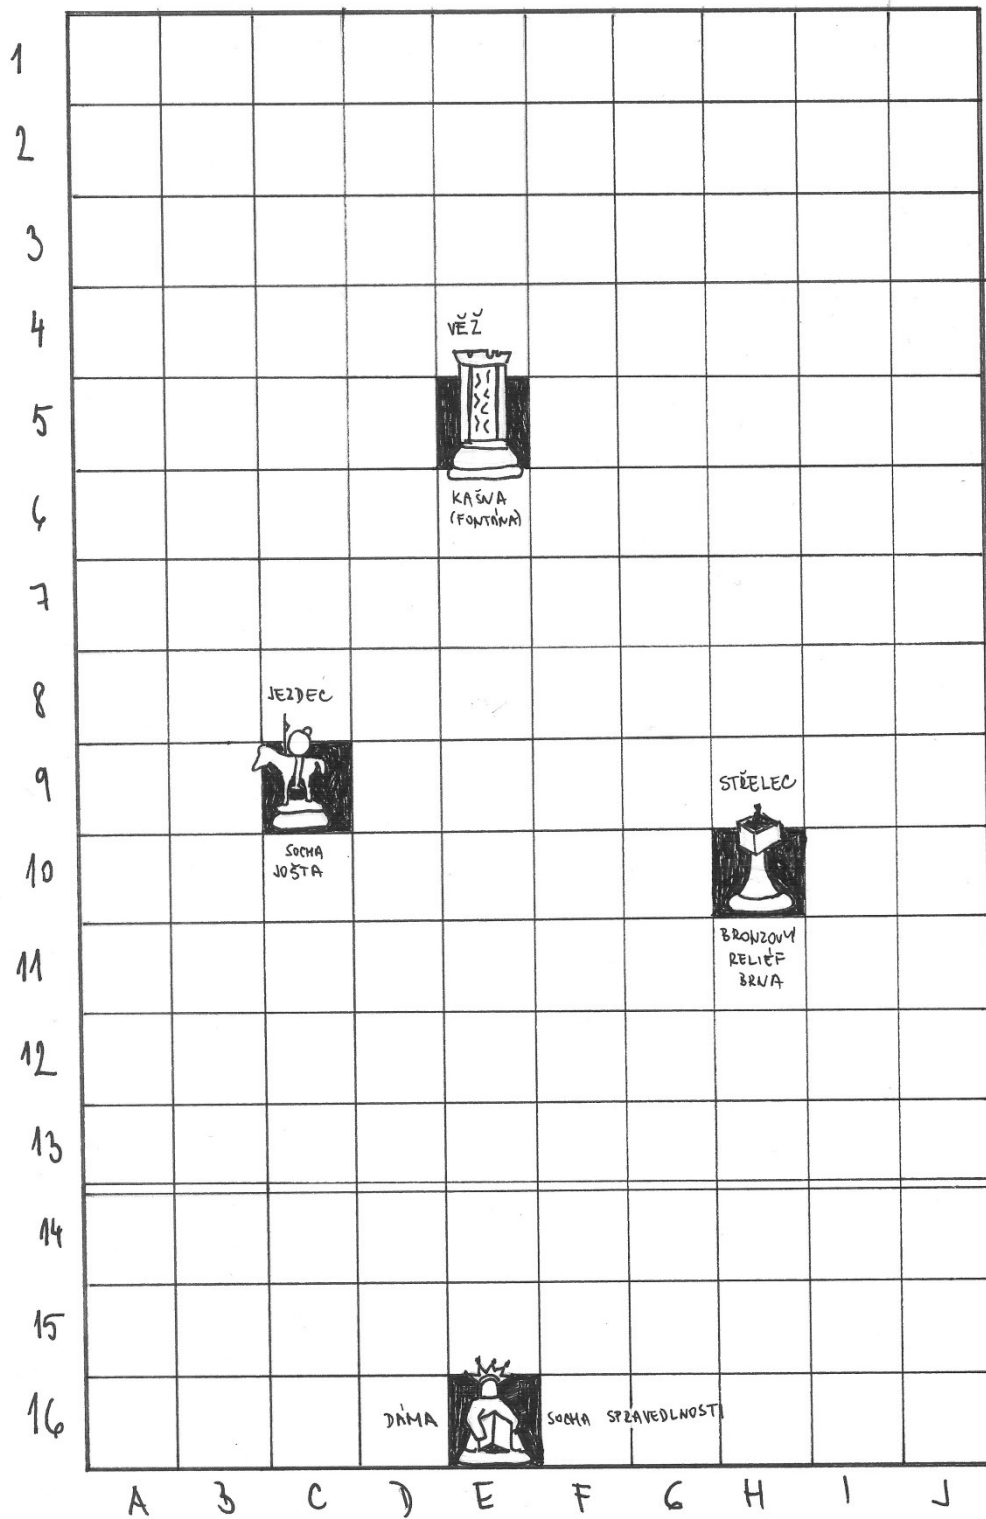 1
2
3
4
VĚŽ
5
KAŠNA
(FONTÁNA)
6
7
8
JEZDEC
9
STŘELEC
10
SOCHA
JOŠTA
11
BRONZOVÝ
RELIÉF
BRNA
12
13
14
15
16
DÁMA
SOCHA SPRAVEDLNOSTI
A B C D E F G H I J